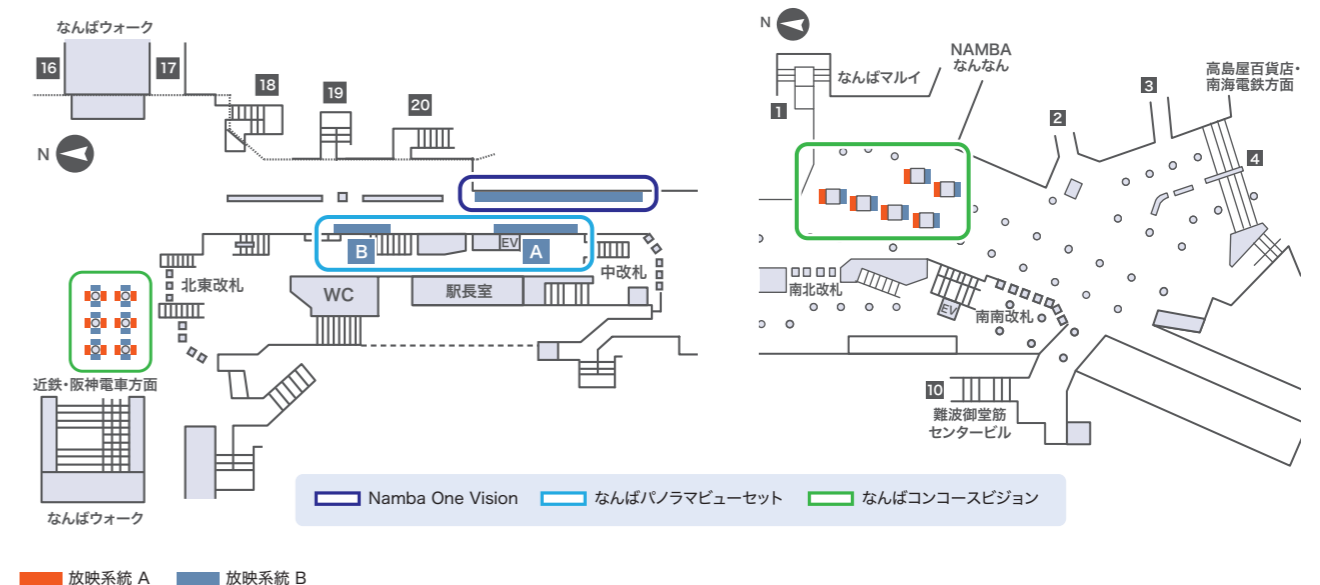 なんばウォーク
16
17
18
19
20
N
B
A
EV
北東改札
中改札
WC
駅長室
近鉄・阪神電車方面
なんばウォーク
N
NAMBA
なんなん
なんばマルイ
高島屋百貨店・
南海電鉄方面
1
2
3
4
南北改札
EV
南南改札
10
難波御堂筋
センタービル
Namba One Vision
なんばパノラマビューセット
なんばコンコースビジョン
放映系統 A
放映系統 B